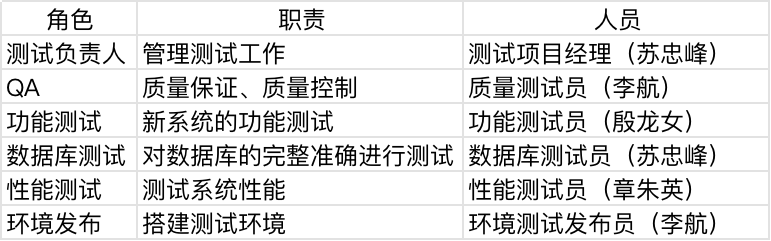 角色 职责 人员
测试负责人 管理测试工作 测试项目经理（苏忠峰）
QA 质量保证、质量控制 质量测试员（李航）
功能测试 新系统的功能测试 功能测试员（殷龙女）
数据库测试 对数据库的完整准确进行测试 数据库测试员（苏忠峰）
性能测试 测试系统性能 性能测试员（章朱英）
环境发布 搭建测试环境 环境测试发布员（李航）